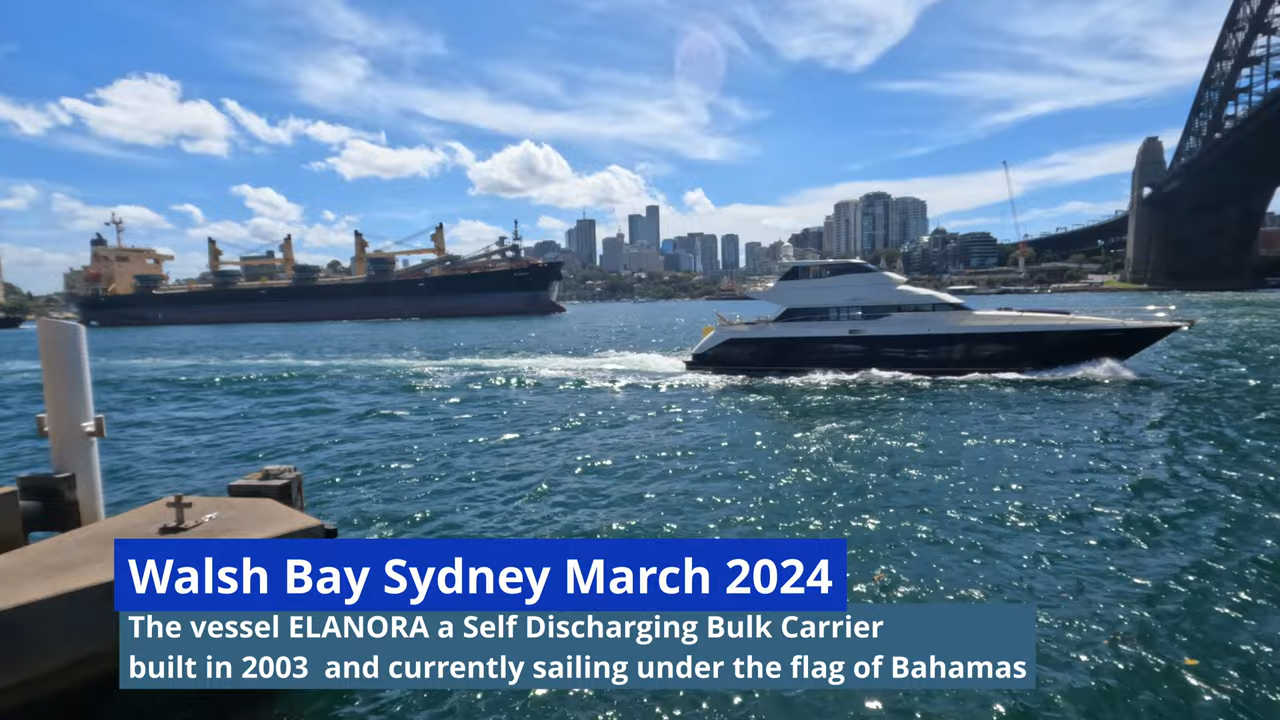 Walsh Bay Sydney March 2024
The vessel ELANORA a Self Discharging Bulk Carrier
built in 2003  and currently sailing under the flag of Bahamas